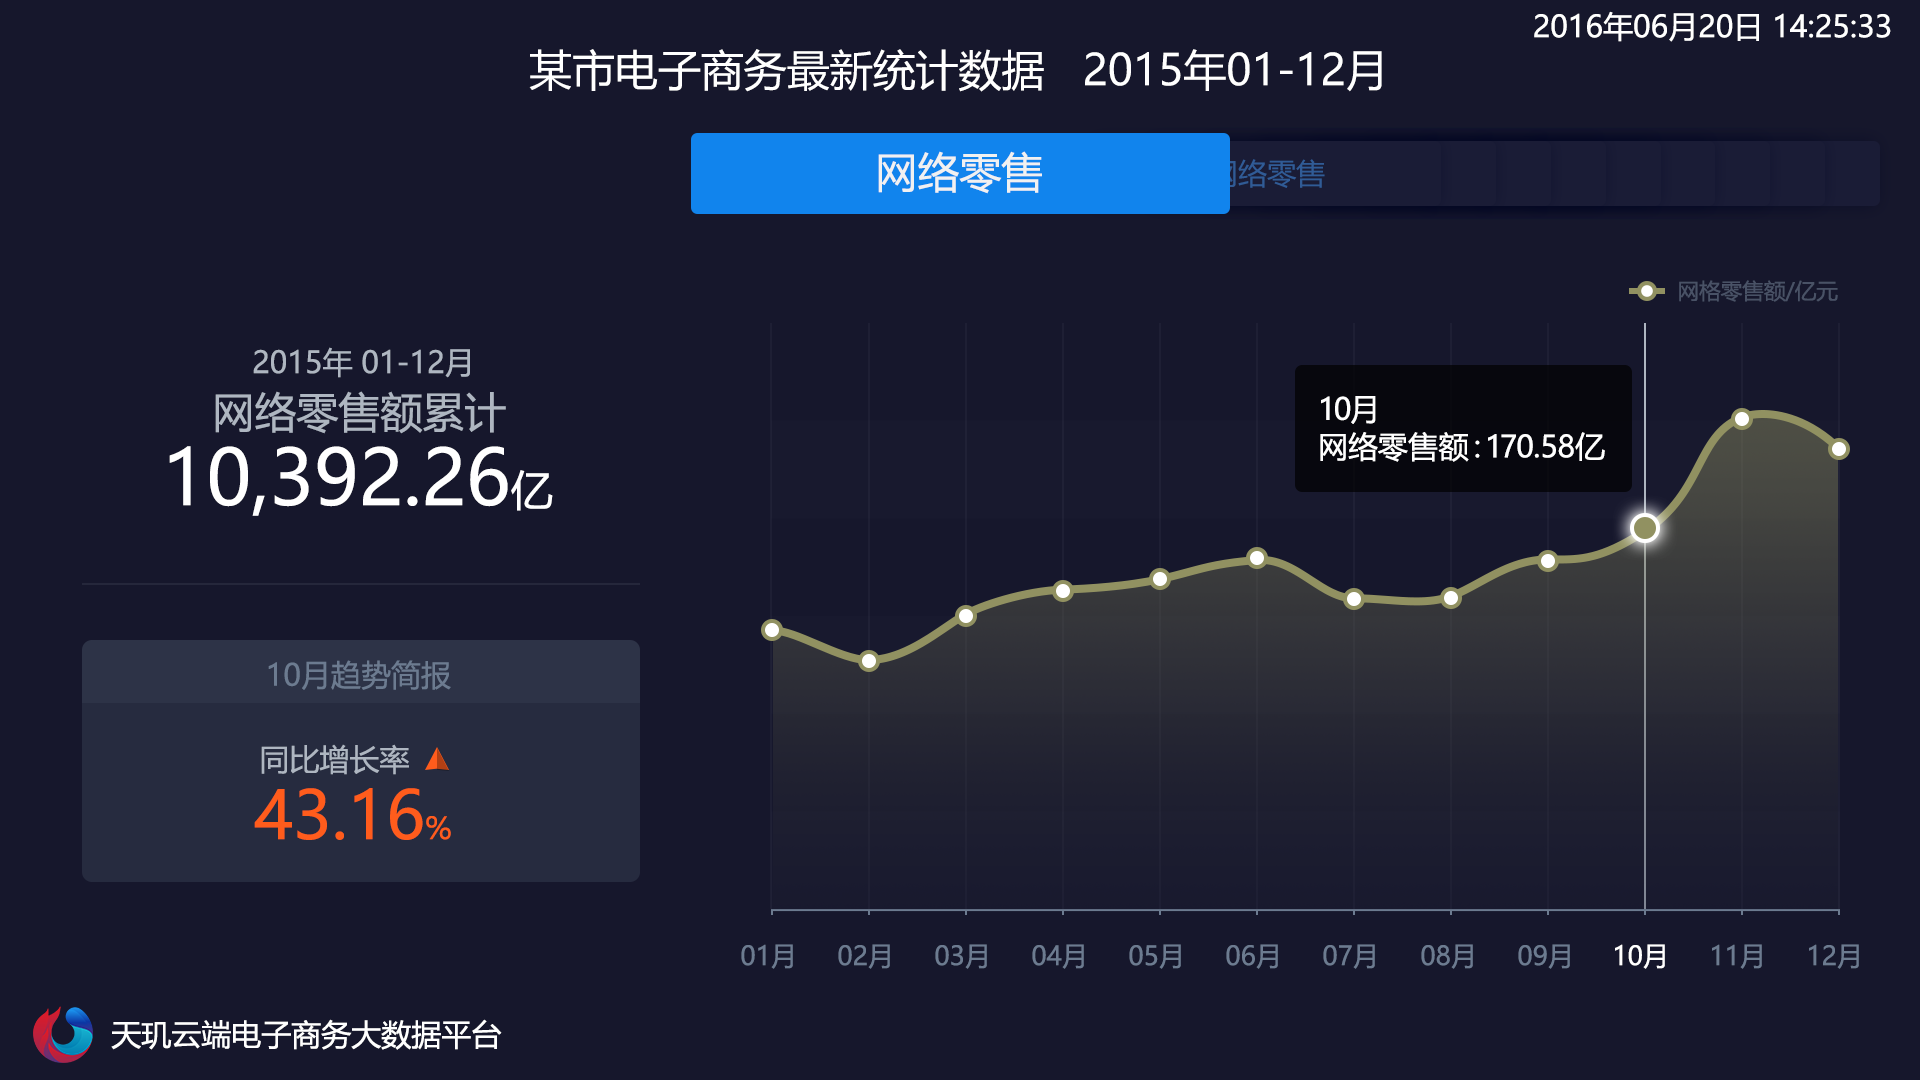 2016年06月20日 14:25:33
某市电子商务最新统计数据 2015年01-12月
网络零售
网络零售
网格零售额/亿元
2015年 01-12月
网络零售额累计
10,392.26亿
10月
网络零售额:170.58亿
10月趋势简报
同比增长率
43.16%
01月 02月 03月 04月 05月 06月 07月 08月 09月 10月 11月 12月
天玑云端电子商务大数据平台